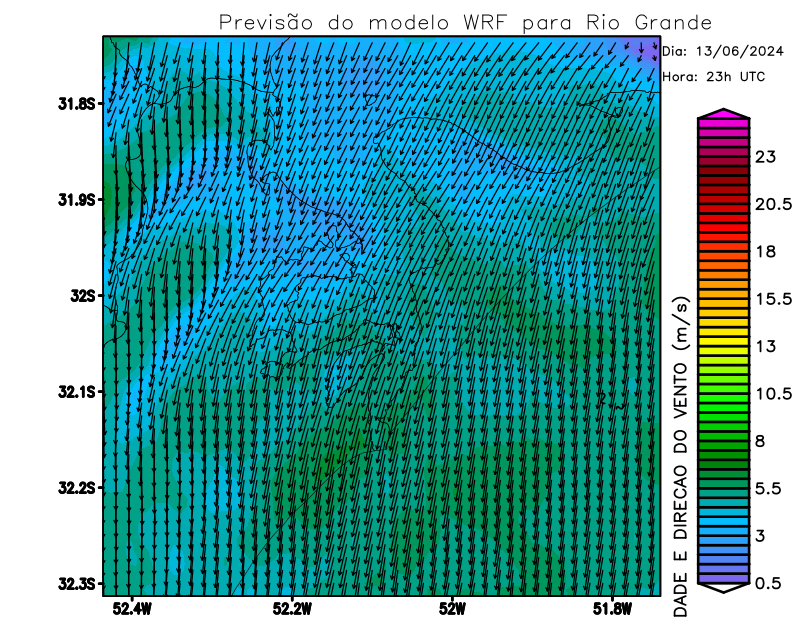 Previsão do modelo WRF para Rio Grande
Dia: 13/06/2024
Hora: 23h UTC
31.8S
31.9S
32S
32.1S
32.2S
32.3S
52.4W
52.2W
52W
51.8W
23
20.5
18
15.5
13
10.5
8
5.5
3
0.5
DADE E DIRECAO DO VENTO (m/s)